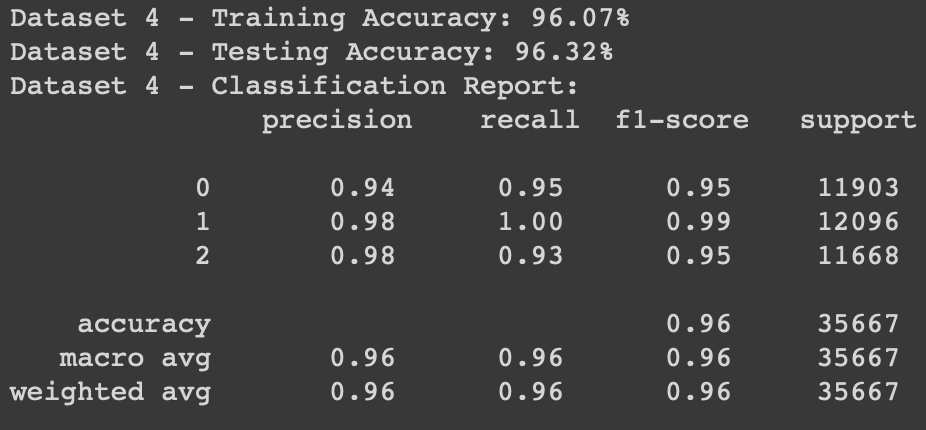 Dataset 4 - Training Accuracy: 96.07%
Dataset 4 - Testing Accuracy: 96.32%
Dataset 4 - Classification Report:
precision recall f1-score support
0 0.94 0.95 0.95 11903
1 0.98 1.00 0.99 12096
2 0.98 0.93 0.95 11668
accuracy 0.96 35667
macro avg 0.96 0.96 0.96 35667
weighted avg 0.96 0.96 0.96 35667